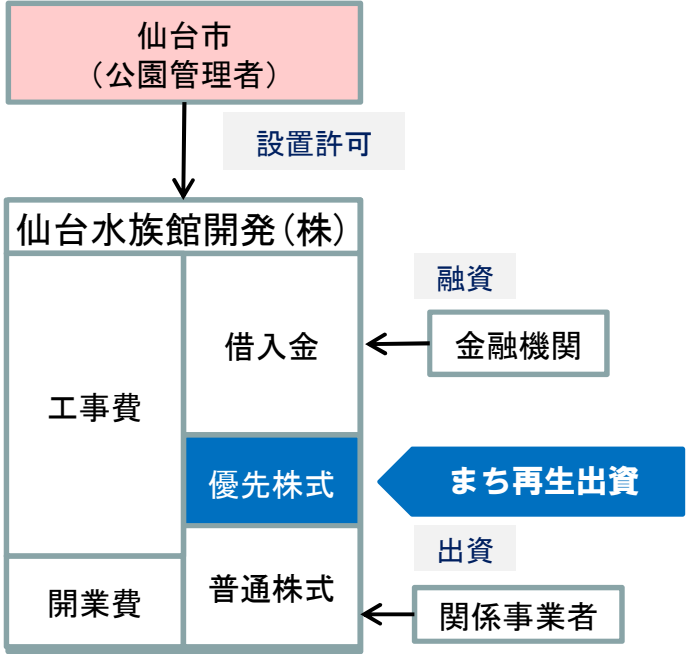 仙台市
（公園管理者）
設置許可
仙台水族館開発（株）
融資
借入金
金融機関
工事費
優先株式
まち再生出資
出資
普通株式
開業費
関係事業者